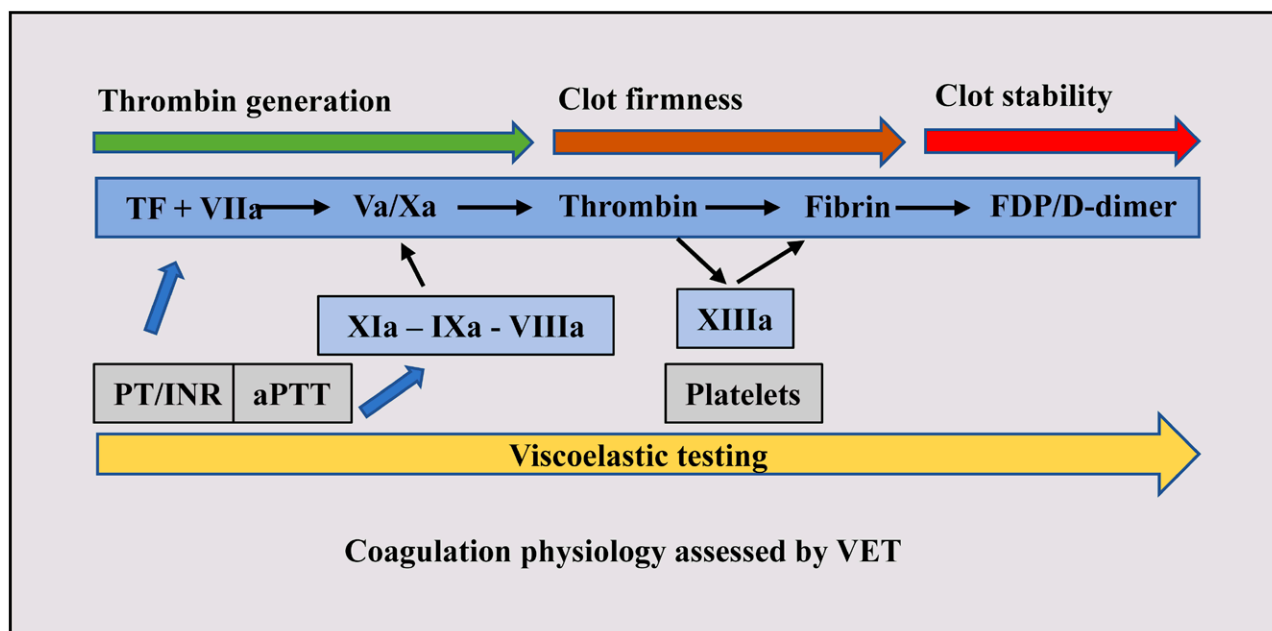 Thrombin generation
Clot firmness
Clot stability
TF + VIIa
Va/Xa
Thrombin
Fibrin
FDP/D-dimer
XIa – IXa - VIIIa
XIIIa
PT/INR
aPTT
Platelets
Viscoelastic testing
Coagulation physiology assessed by VET